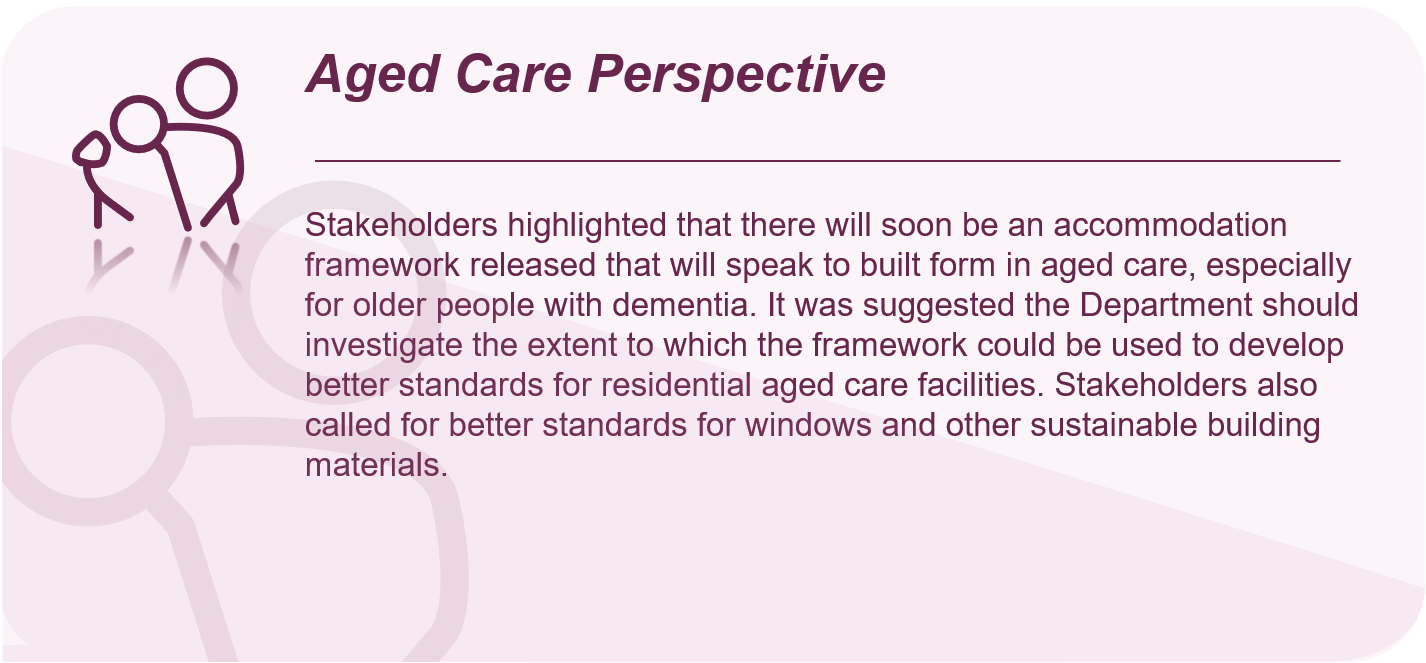 Aged Care Perspective
Stakeholders highlighted that there will soon be an accommodation
framework released that will speak to built form in aged care, especially
for older people with dementia. It was suggested the Department should
investigate the extent to which the framework could be used to develop
better standards for residential aged care facilities. Stakeholders also
called for better standards for windows and other sustainable building
materials.